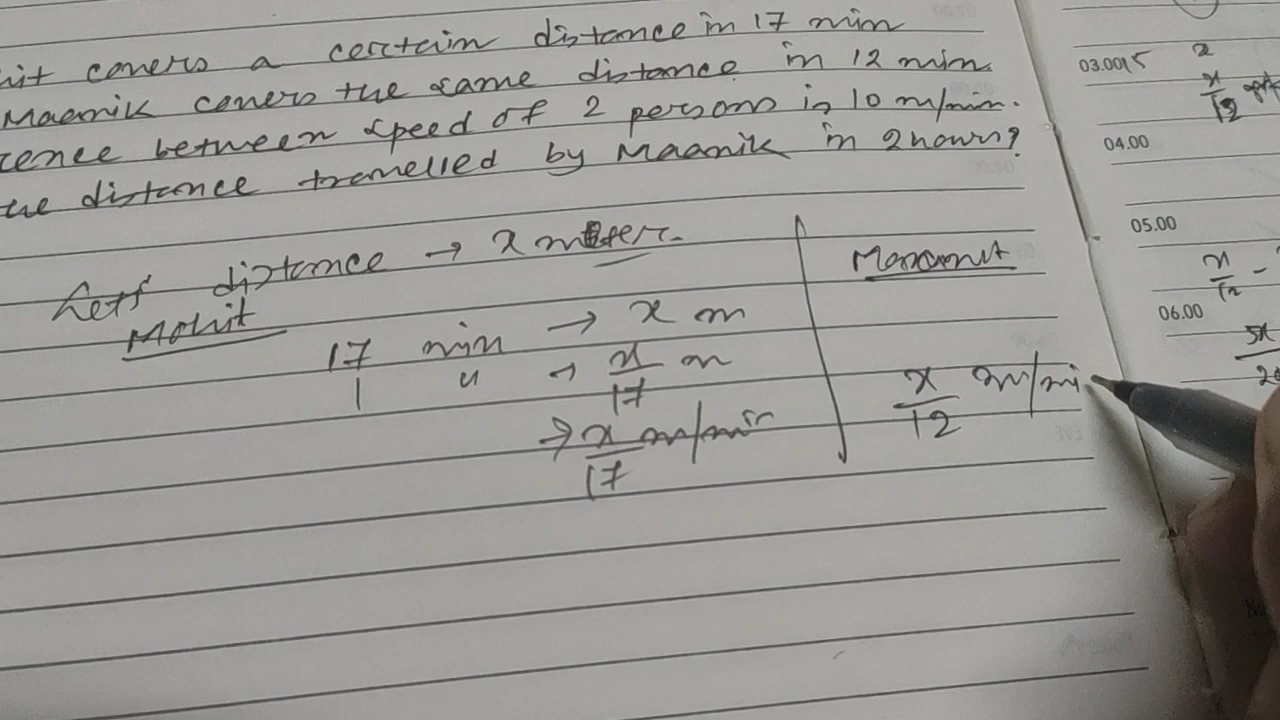 hit covers a certain distance in 17 min
Maanik covers the same distance in 12 min.
rence between speed of 2 persons is 10 m/min.
the distance travelled by Maanik in 2 hours?
Let distance → x meter.
Mohit
17 min → x m
1 " → x/17 m
→ x/17 m/min
x/12 m/mi
03.00
04.00
05.00
06.00
x/12 -